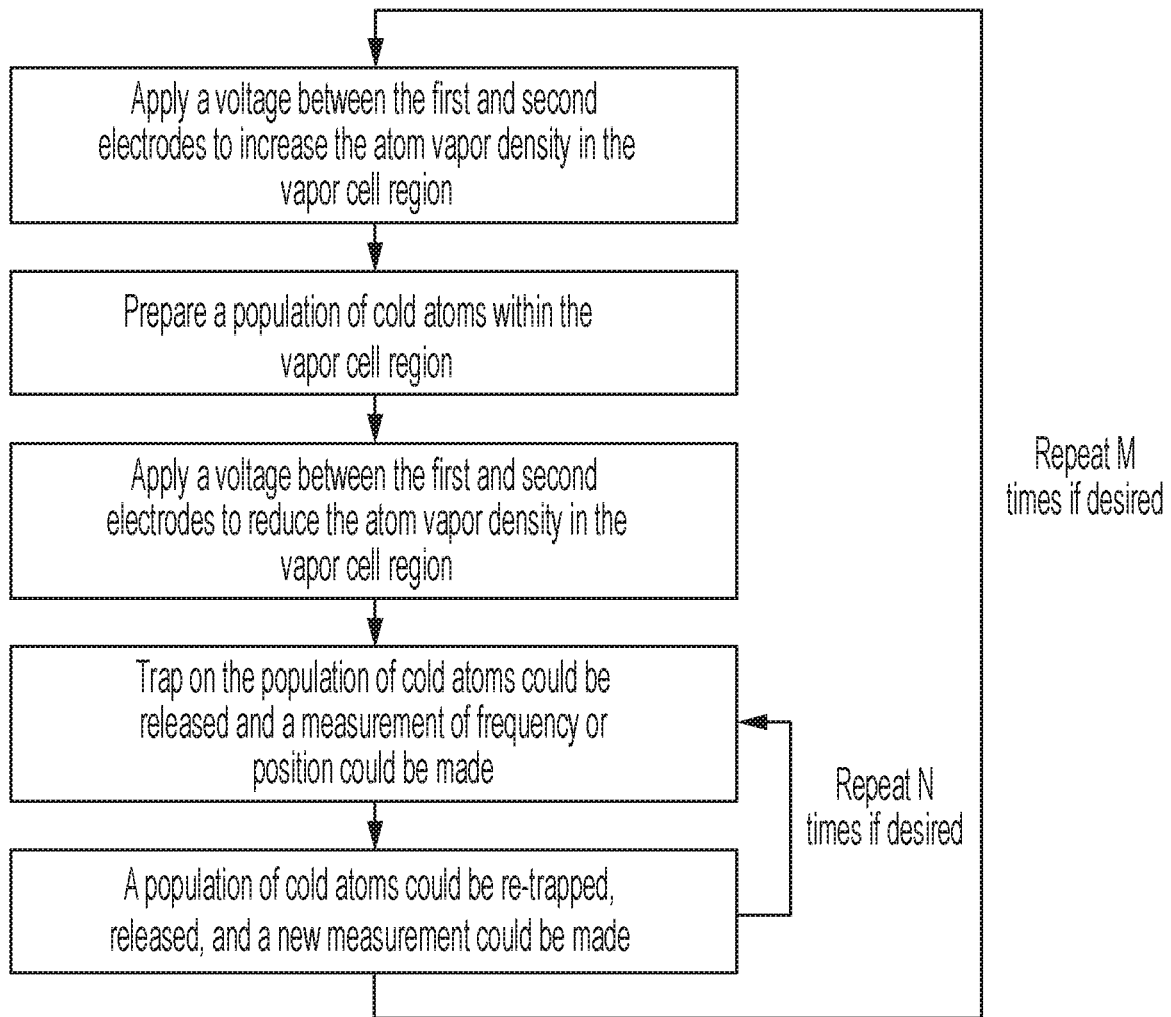 Apply a voltage between the first and second
electrodes to increase the atom vapor density in the
vapor cell region
Prepare a population of cold atoms within the
vapor cell region
Apply a voltage between the first and second
electrodes to reduce the atom vapor density in the
vapor cell region
Repeat M
times if desired
Trap on the population of cold atoms could be
released and a measurement of frequency or
position could be made
Repeat N
times if desired
A population of cold atoms could be re-trapped,
released, and a new measurement could be made